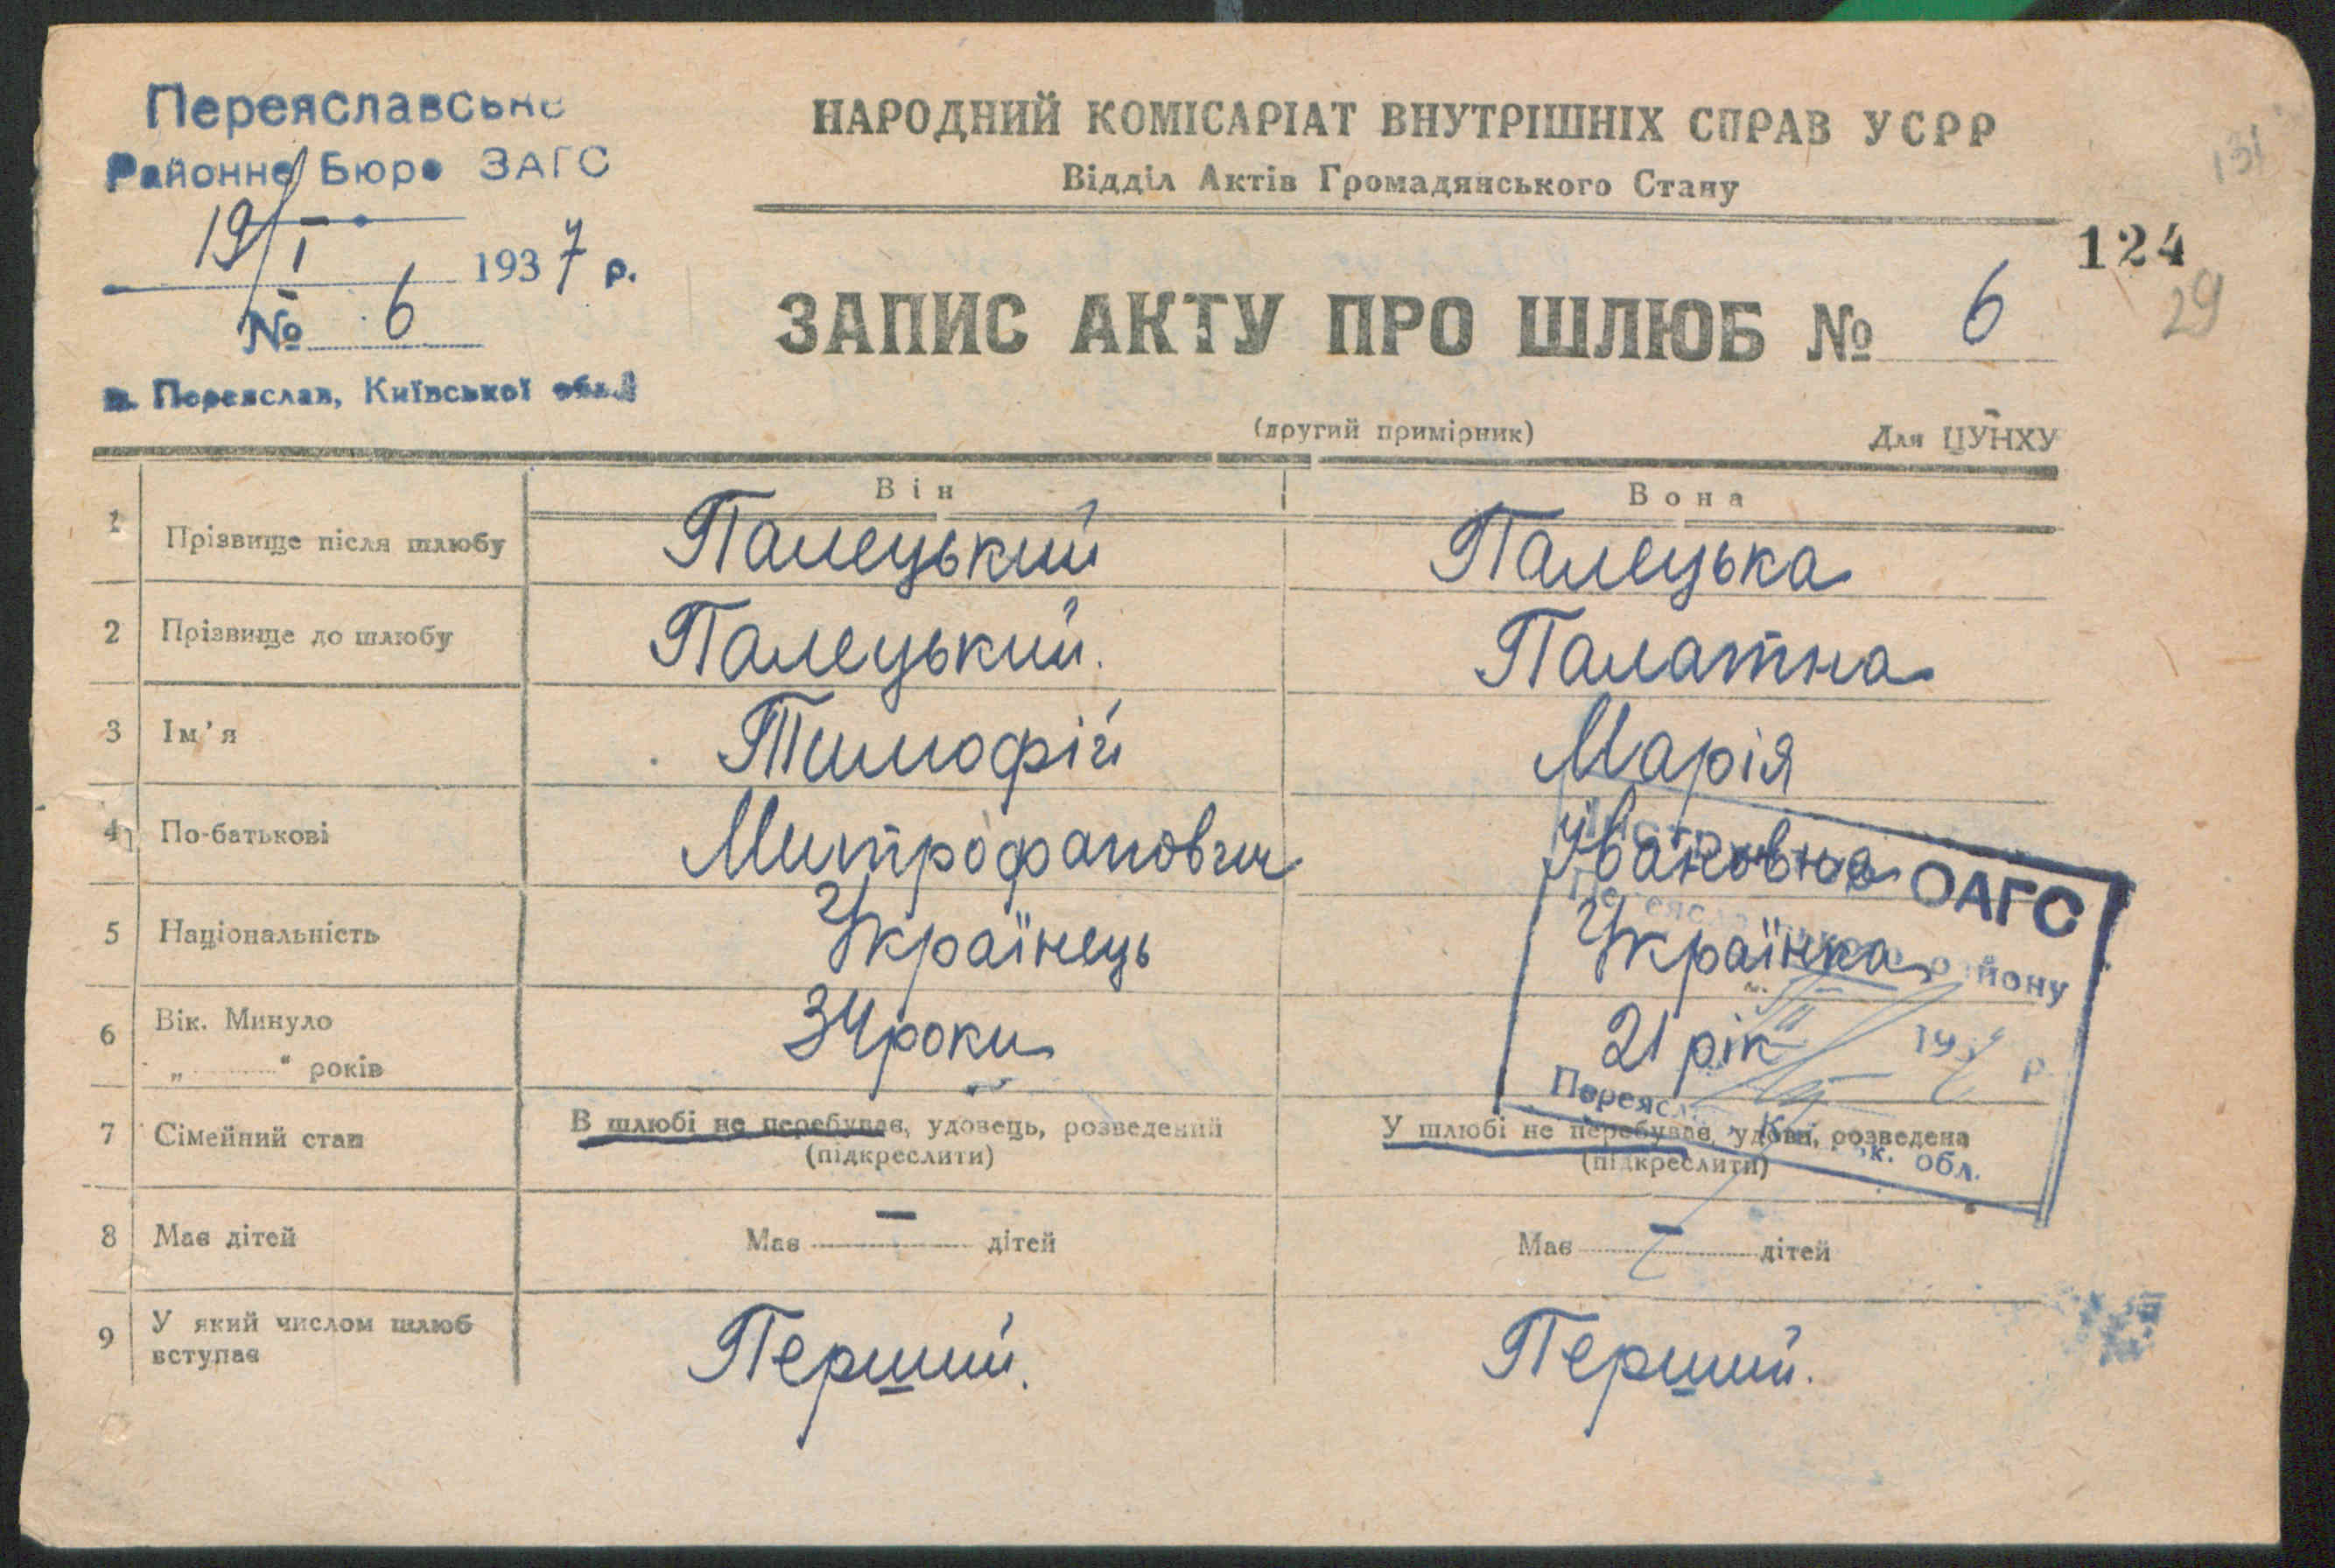 Переяславське
Районне Бюро ЗАГС
19/I 1937 р.
№ 6
м. Переяслав, Київської обл.
НАРОДНИЙ КОМІСАРІАТ ВНУТРІШНІХ СПРАВ УСРР
Відділ Актів Громадянського Стану
131
124
29
ЗАПИС АКТУ ПРО ШЛЮБ № 6
(другий примірник) Для ЦУНХУ
Він Вона
1 Прізвище після шлюбу Палецький Палецька
2 Прізвище до шлюбу Палецький. Палатна
3 Ім'я Тимофій Марія
4 По-батькові Митрофанович Івановна
ОАГС
5 Національність Українець Українка
району
6 Вік. Минуло 34 роки 21 рік
„ “ років
193 р
Переясл
7 Сімейний стан В шлюбі не перебував, удовець, розведений У шлюбі не перебував, удова, розведена
(підкреслити) (підкреслити)
обл.
8 Має дітей Має — дітей Має — дітей
9 У який числом шлюб вступає Перший. Перший.